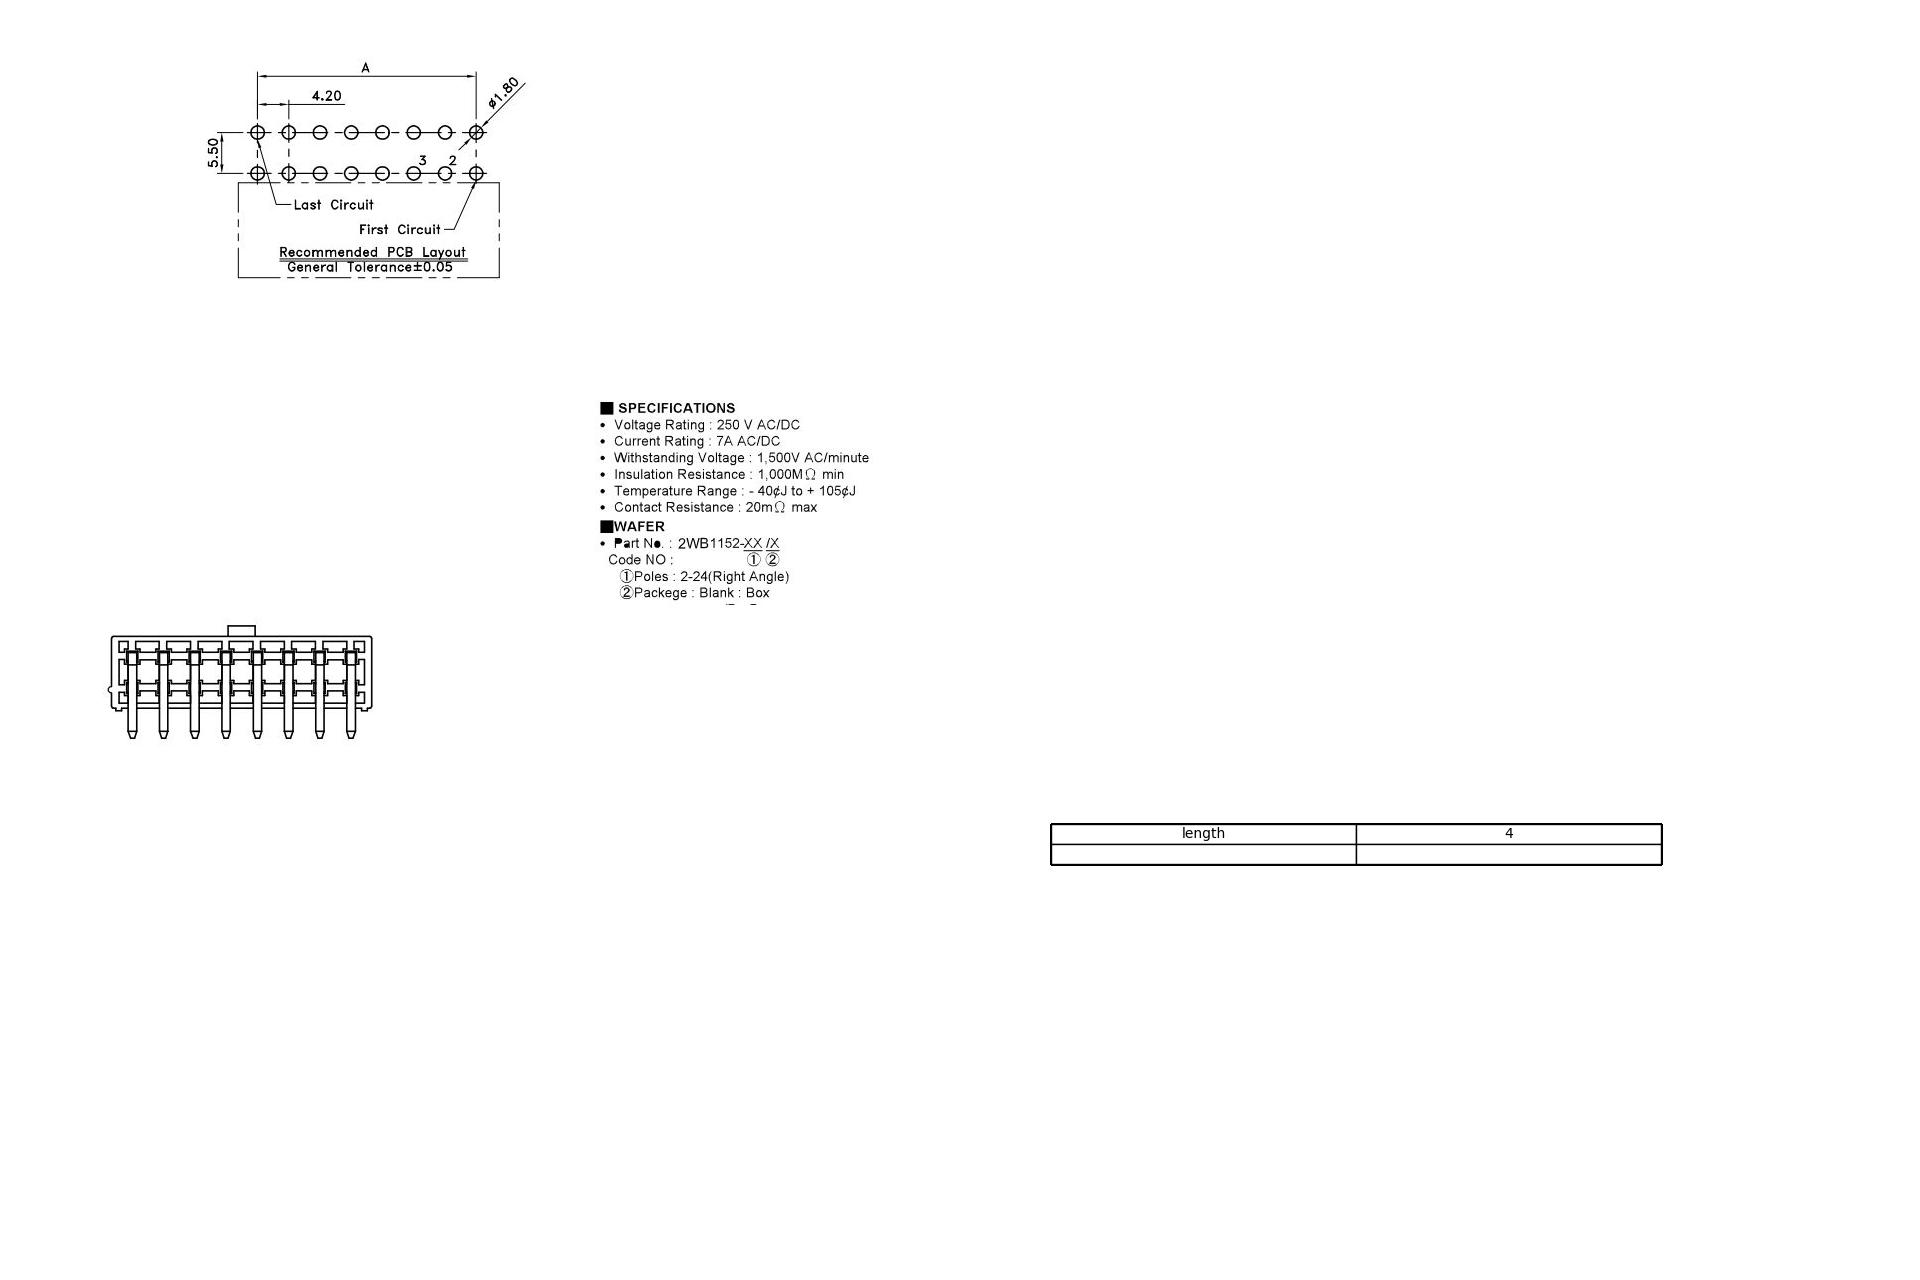 A
4.20
ø1.80
5.50
3 2
Last Circuit
First Circuit
Recommended PCB Layout
General Tolerance±0.05
SPECIFICATIONS
• Voltage Rating : 250 V AC/DC
• Current Rating : 7A AC/DC
• Withstanding Voltage : 1,500V AC/minute
• Insulation Resistance : 1,000MΩ min
• Temperature Range : - 40¢J to + 105¢J
• Contact Resistance : 20mΩ max
WAFER
• Part No. : 2WB1152-XX /X
Code NO : ① ②
①Poles : 2-24(Right Angle)
②Packege : Blank : Box
length 4